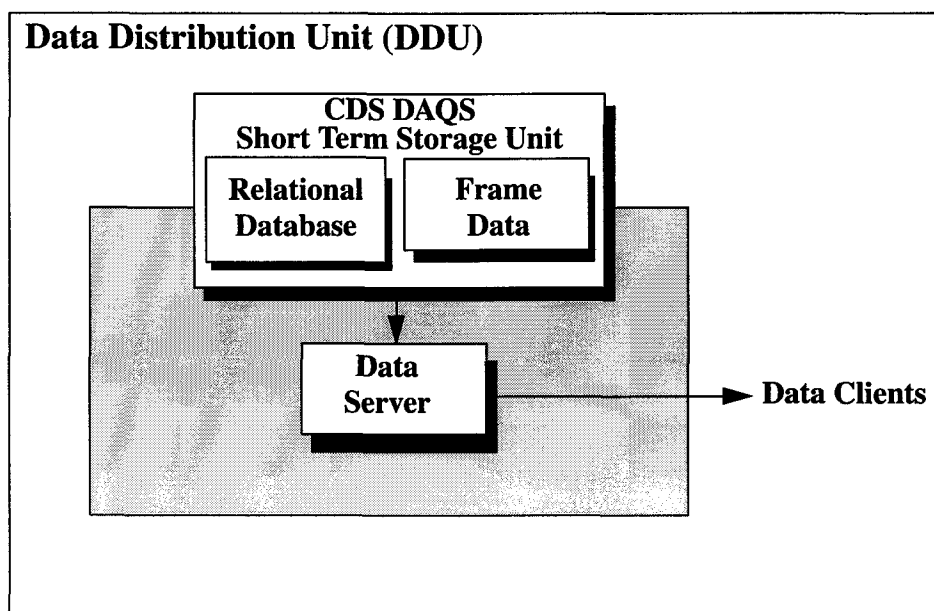 Data Distribution Unit (DDU)
CDS DAQS
Short Term Storage Unit
Relational
Database
Frame
Data
Data
Server
Data Clients